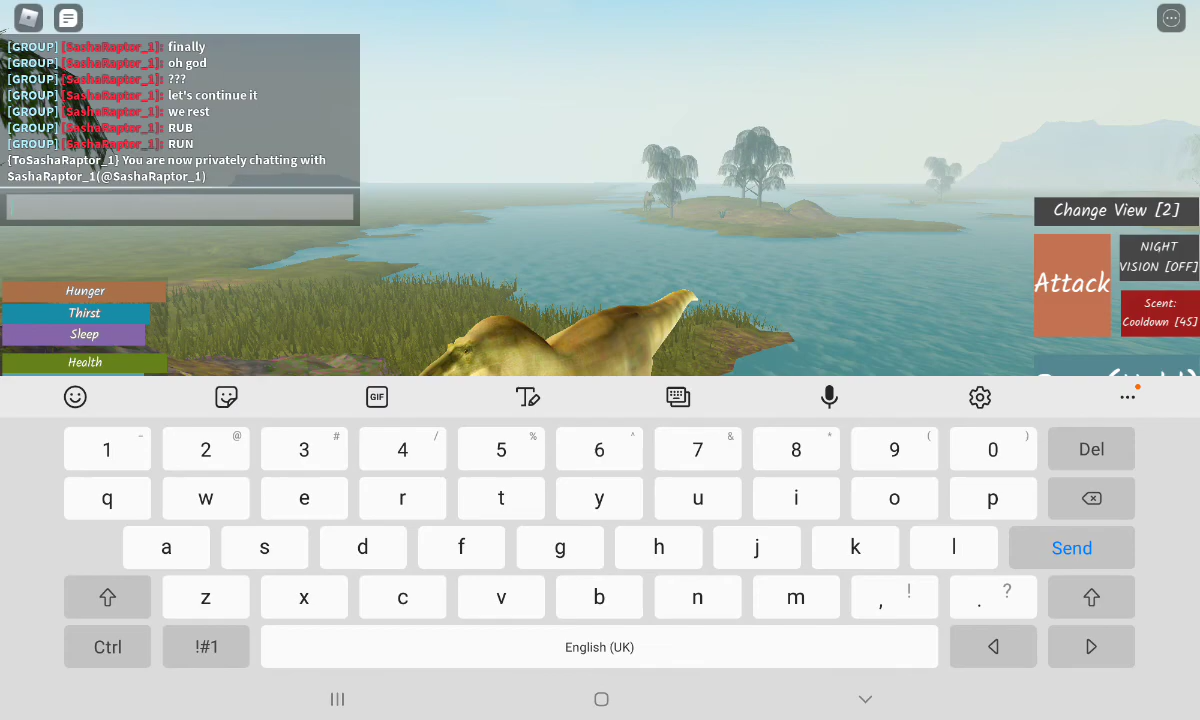 [GROUP] [SashaRaptor_1]: finally
[GROUP] [SashaRaptor_1]: oh god
[GROUP] [SashaRaptor_1]: ???
[GROUP] [SashaRaptor_1]: let's continue it
[GROUP] [SashaRaptor_1]: we rest
[GROUP] [SashaRaptor_1]: RUB
[GROUP] [SashaRaptor_1]: RUN
{ToSashaRaptor_1} You are now privately chatting with
SashaRaptor_1(@SashaRaptor_1)
Change View [2]
Attack
NIGHT
VISION [OFF]
Scent:
Cooldown [45]
Hunger
Thirst
Sleep
Health
GIF
1 - 2 @ 3 # 4 / 5 % 6 ^ 7 & 8 * 9 ( 0 ) Del
q w e r t y u i o p
a s d f g h j k l Send
z x c v b n m , ! . ?
Ctrl !#1 English (UK)